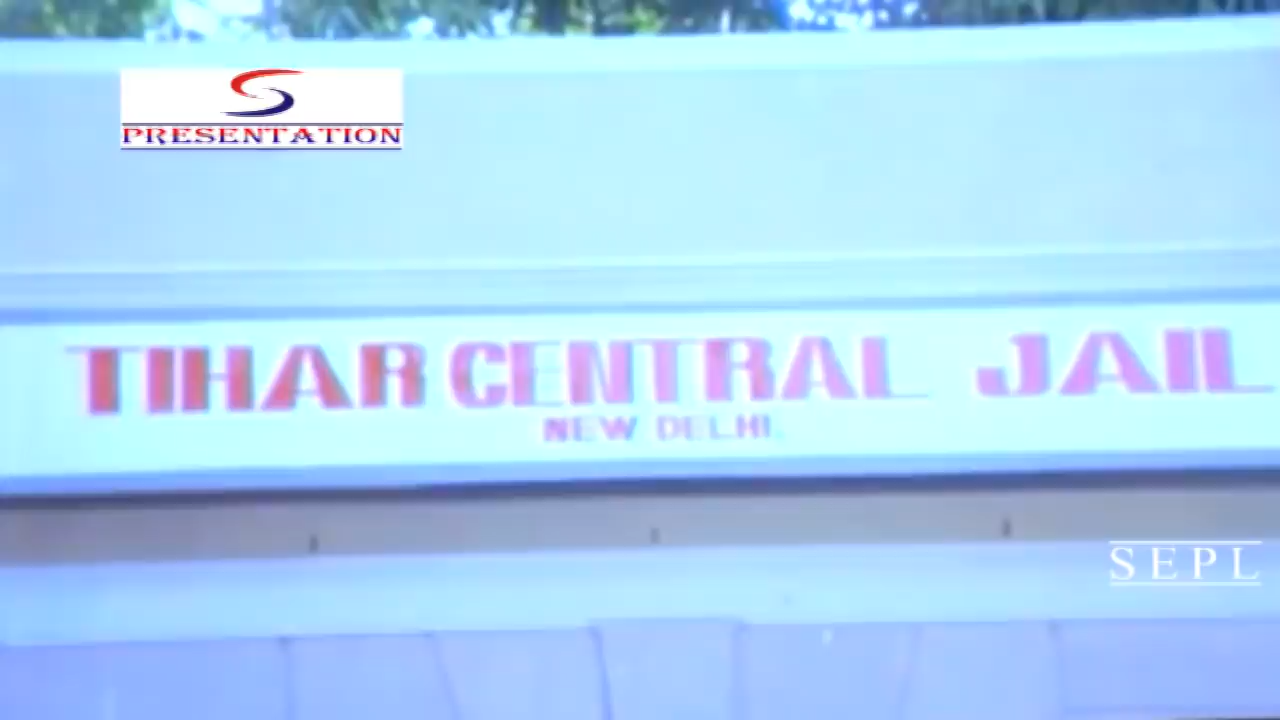 S
PRESENTATION
TIHAR CENTRAL JAIL
NEW DELHI
SEPL